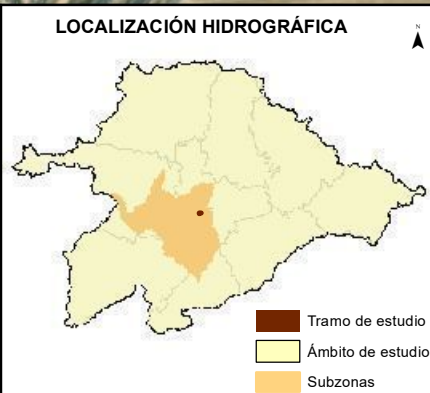 LOCALIZACIÓN HIDROGRÁFICA
N
Tramo de estudio
Ámbito de estudio
Subzonas